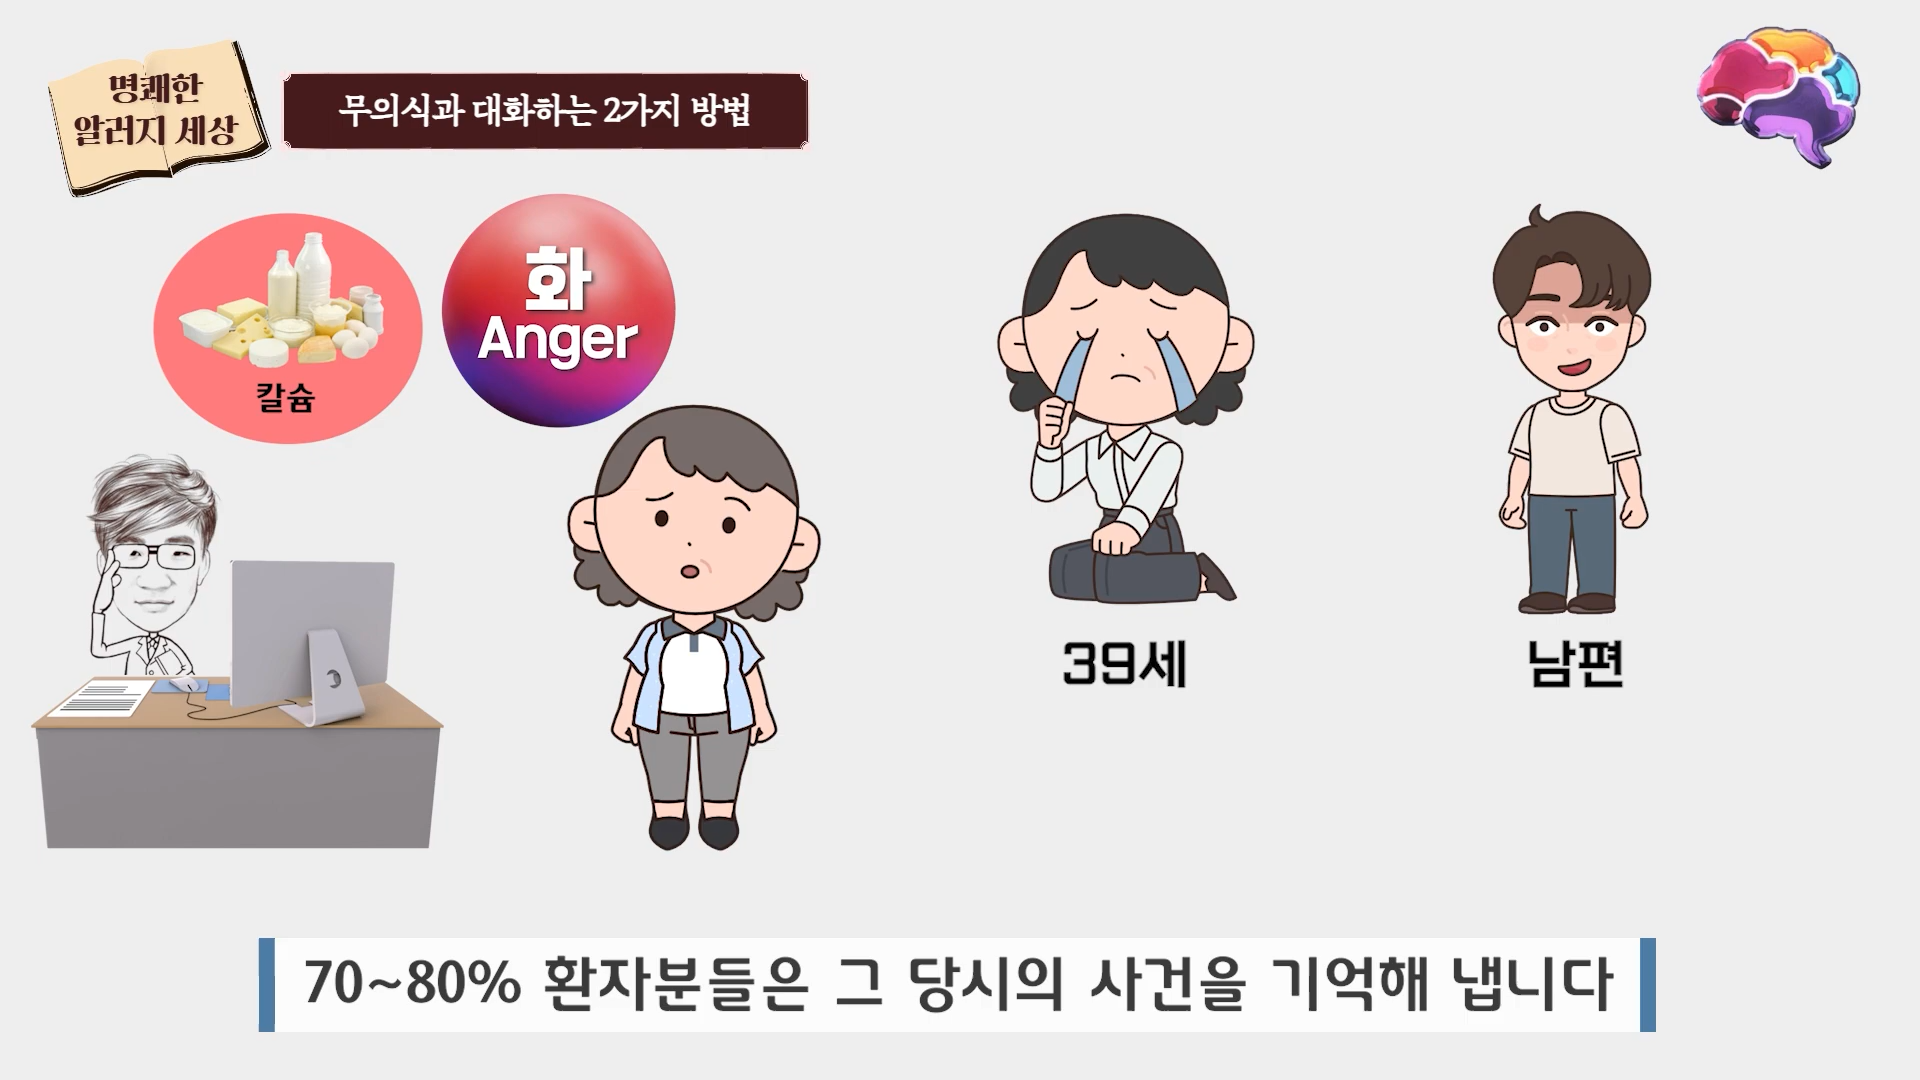 명쾌한
알러지 세상
무의식과 대화하는 2가지 방법
화
Anger
칼슘
39세
남편
70~80% 환자분들은 그 당시의 사건을 기억해 냅니다